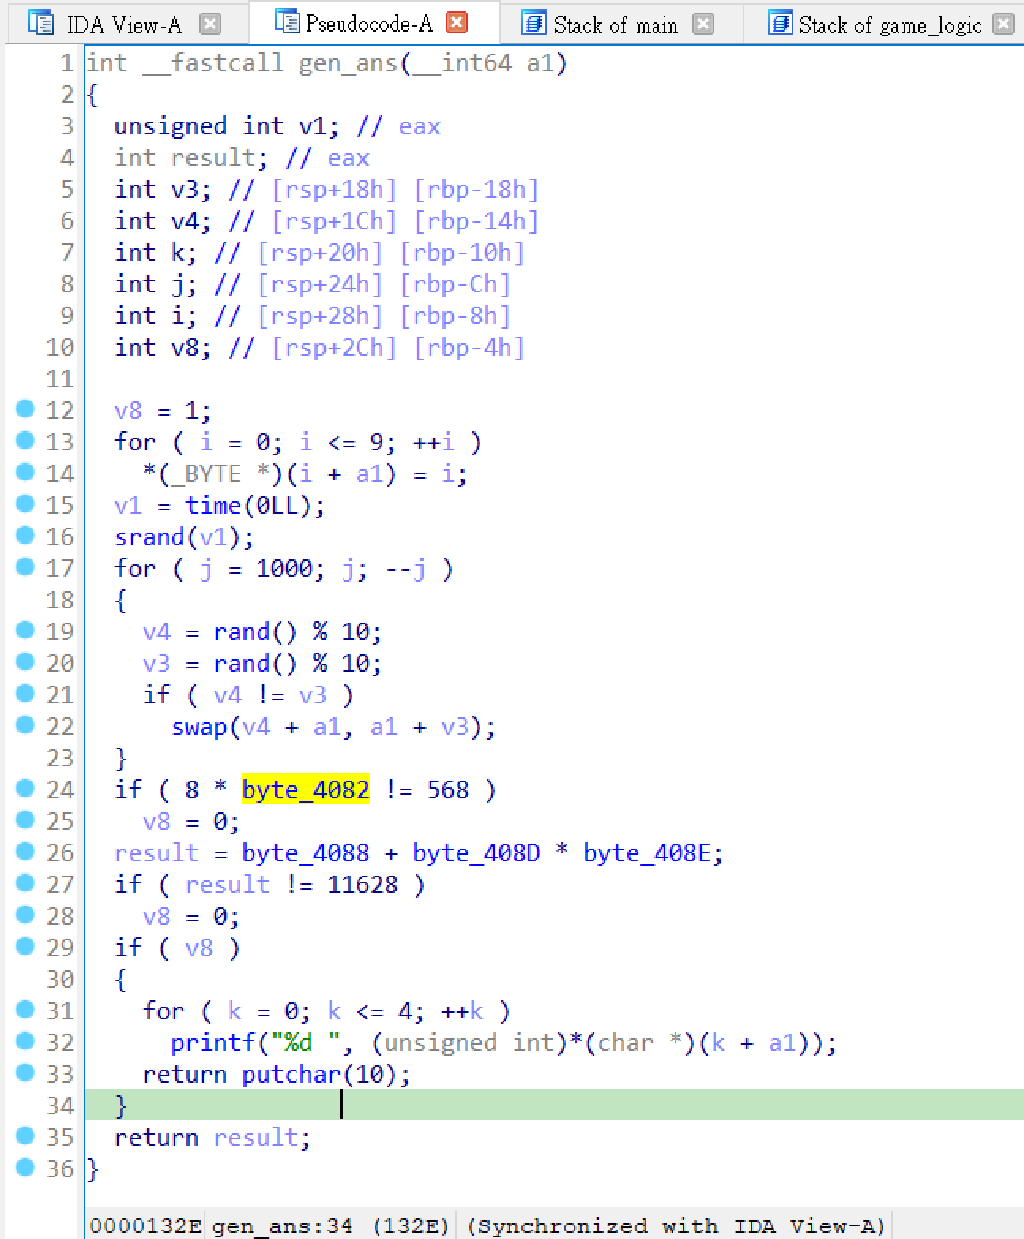 IDA View-A Pseudocode-A Stack of main Stack of game_logic
1 int __fastcall gen_ans(__int64 a1)
2 {
3   unsigned int v1; // eax
4   int result; // eax
5   int v3; // [rsp+18h] [rbp-18h]
6   int v4; // [rsp+1Ch] [rbp-14h]
7   int k; // [rsp+20h] [rbp-10h]
8   int j; // [rsp+24h] [rbp-Ch]
9   int i; // [rsp+28h] [rbp-8h]
10   int v8; // [rsp+2Ch] [rbp-4h]
11
12   v8 = 1;
13   for ( i = 0; i <= 9; ++i )
14     *(_BYTE *)(i + a1) = i;
15   v1 = time(0LL);
16   srand(v1);
17   for ( j = 1000; j; --j )
18   {
19     v4 = rand() % 10;
20     v3 = rand() % 10;
21     if ( v4 != v3 )
22       swap(v4 + a1, a1 + v3);
23   }
24   if ( 8 * byte_4082 != 568 )
25     v8 = 0;
26   result = byte_4088 + byte_408D * byte_408E;
27   if ( result != 11628 )
28     v8 = 0;
29   if ( v8 )
30   {
31     for ( k = 0; k <= 4; ++k )
32       printf("%d ", (unsigned int)*(char *)(k + a1));
33     return putchar(10);
34   }
35   return result;
36 }
0000132E gen_ans:34 (132E) (Synchronized with IDA View-A)